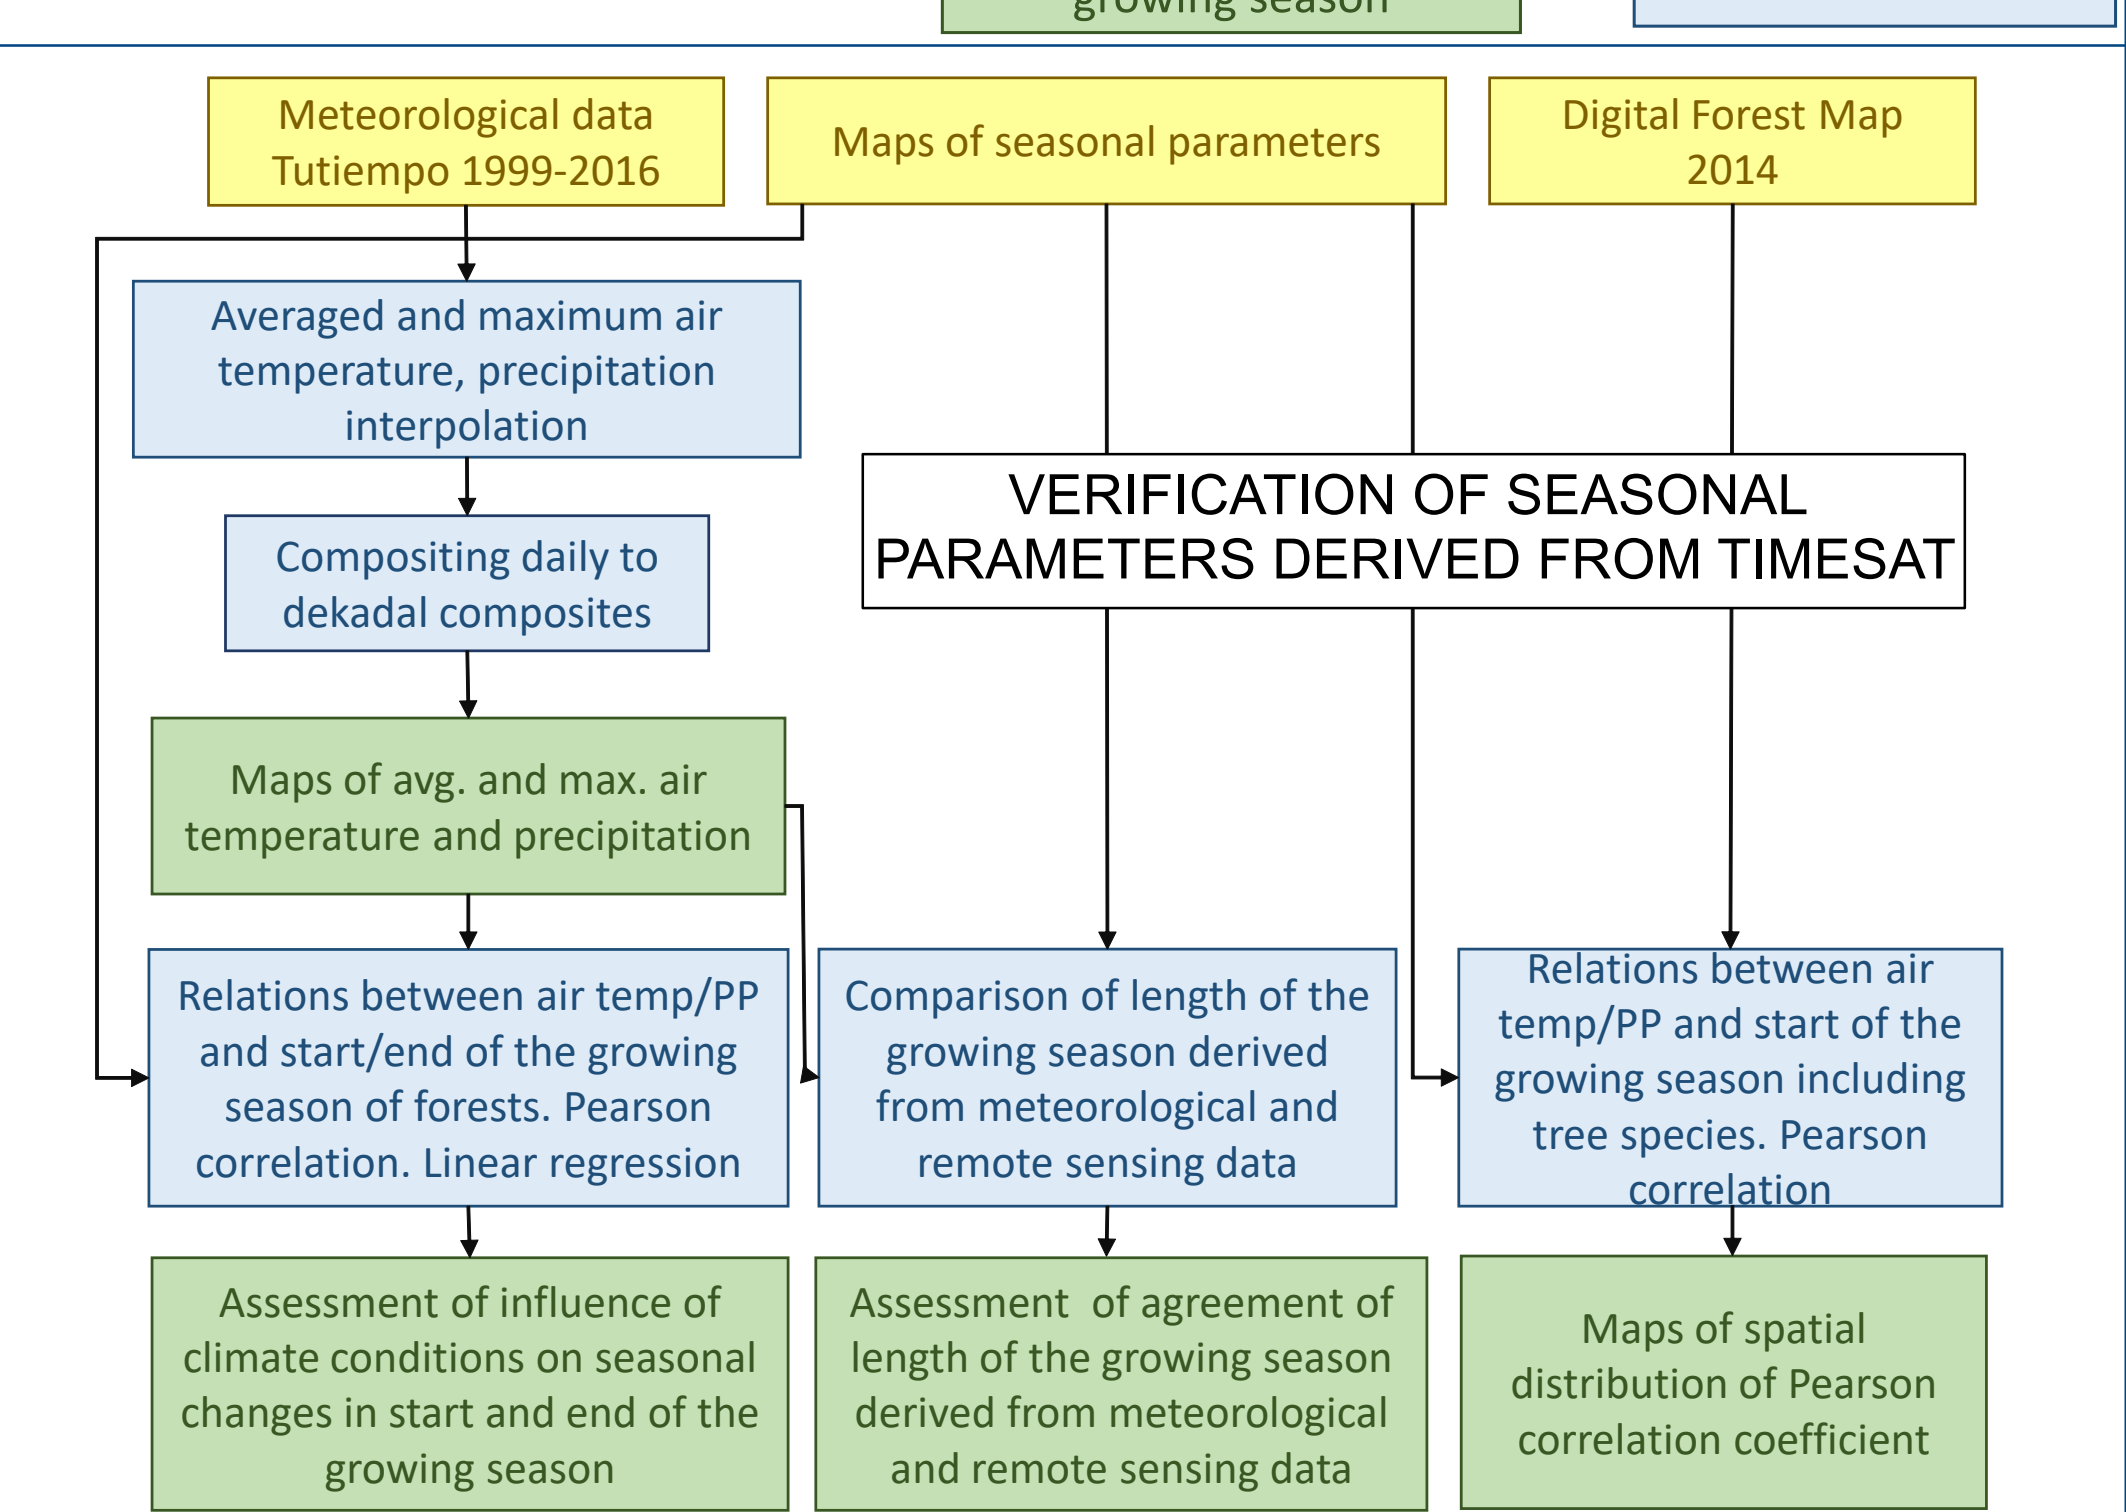 growing season
Meteorological data
Tutiempo 1999-2016
Maps of seasonal parameters
Digital Forest Map
2014
Averaged and maximum air
temperature, precipitation
interpolation
VERIFICATION OF SEASONAL
PARAMETERS DERIVED FROM TIMESAT
Compositing daily to
dekadal composites
Maps of avg. and max. air
temperature and precipitation
Relations between air temp/PP
and start/end of the growing
season of forests. Pearson
correlation. Linear regression
Comparison of length of the
growing season derived
from meteorological and
remote sensing data
Relations between air
temp/PP and start of the
growing season including
tree species. Pearson
correlation
Assessment of influence of
climate conditions on seasonal
changes in start and end of the
growing season
Assessment  of agreement of
length of the growing season
derived from meteorological
and remote sensing data
Maps of spatial
distribution of Pearson
correlation coefficient